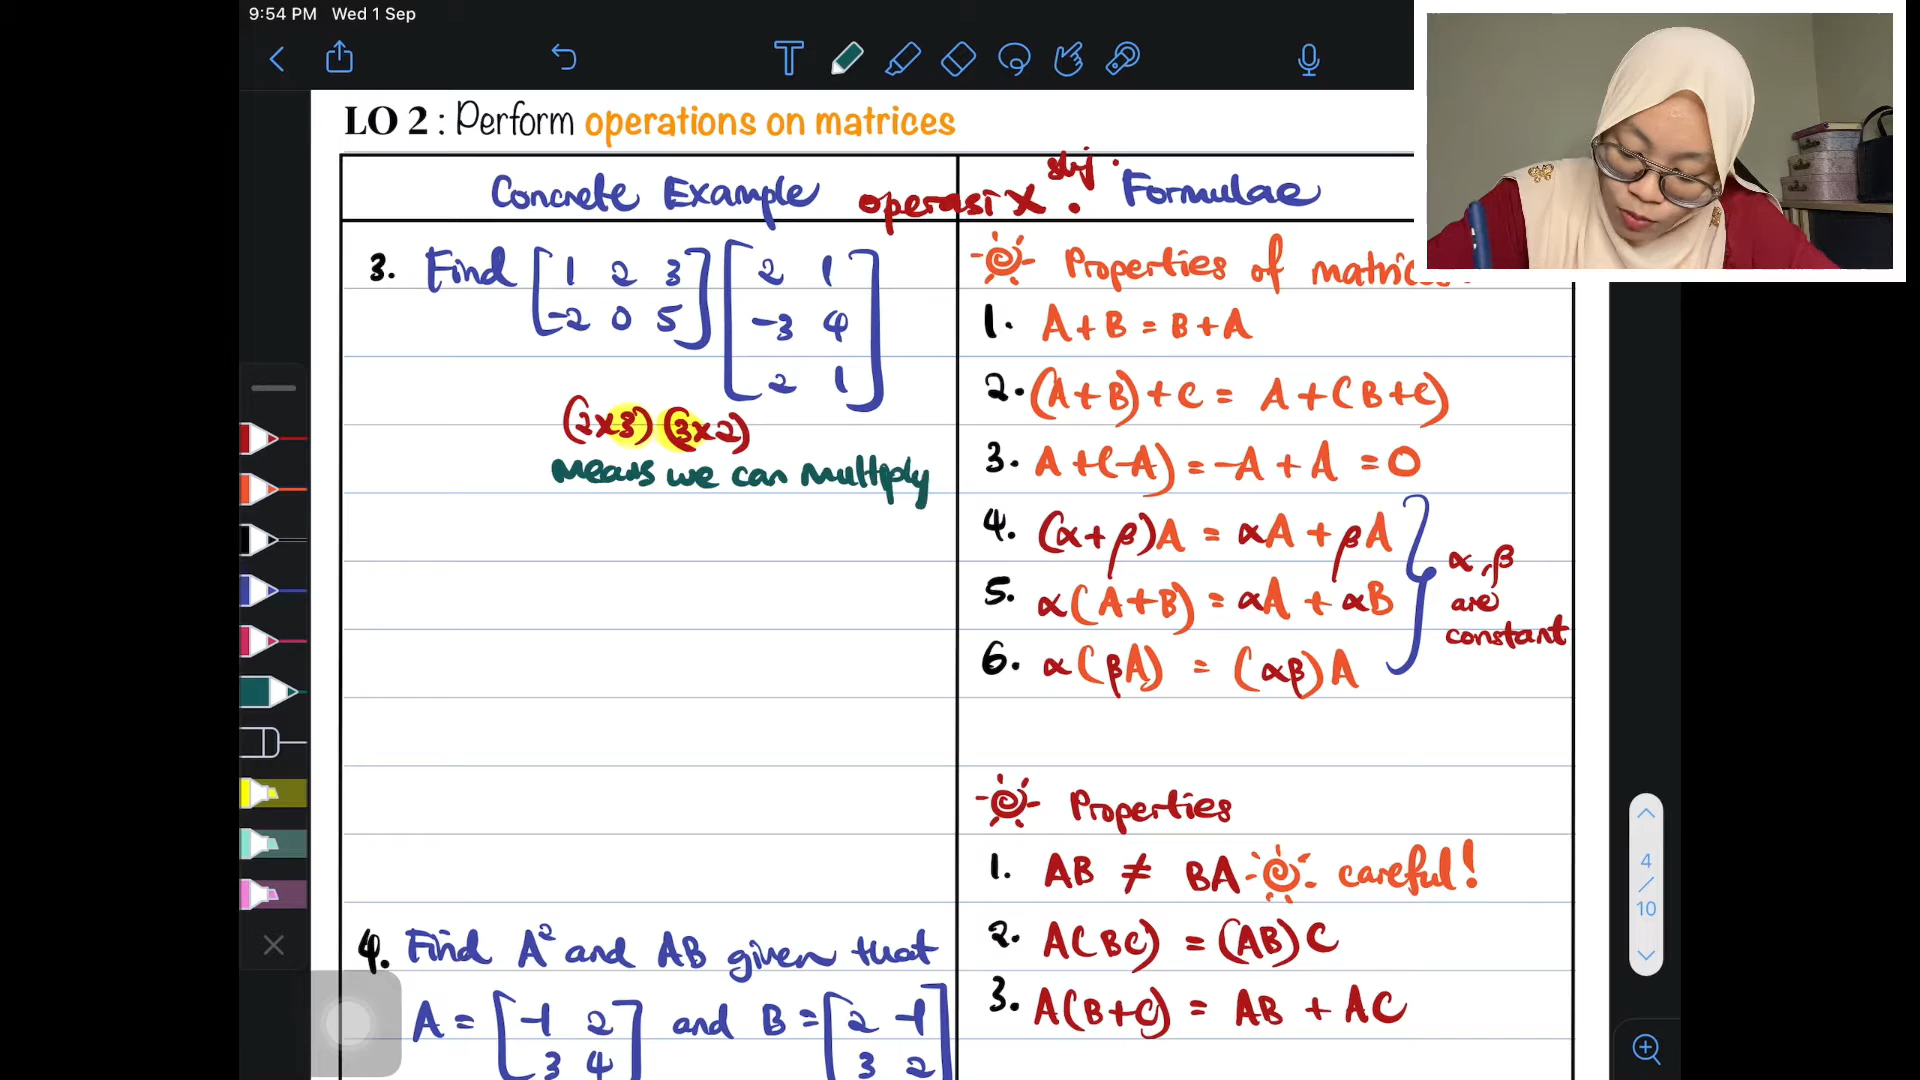 9:54 PM Wed 1 Sep
LO 2 : Perform operations on matrices
Concrete Example
operasi x
Formulae
3. Find [1 2 3] [2 1]
[-2 0 5] [-3 4]
[2 1]
(2x3) (3x2)
means we can multiply
4. Find A² and AB given that
A = [-1 2] and B = [2 -1]
[3 4] [3 2]
Properties of matric
1. A + B = B + A
2. (A+B) + C = A + (B+C)
3. A + (-A) = -A + A = 0
4. (α + β)A = αA + βA
5. α(A+B) = αA + αB
6. α(βA) = (αβ)A
α, β
are
constant
Properties
1. AB ≠ BA careful!
2. A(BC) = (AB)C
3. A(B+C) = AB + AC
4
/
10